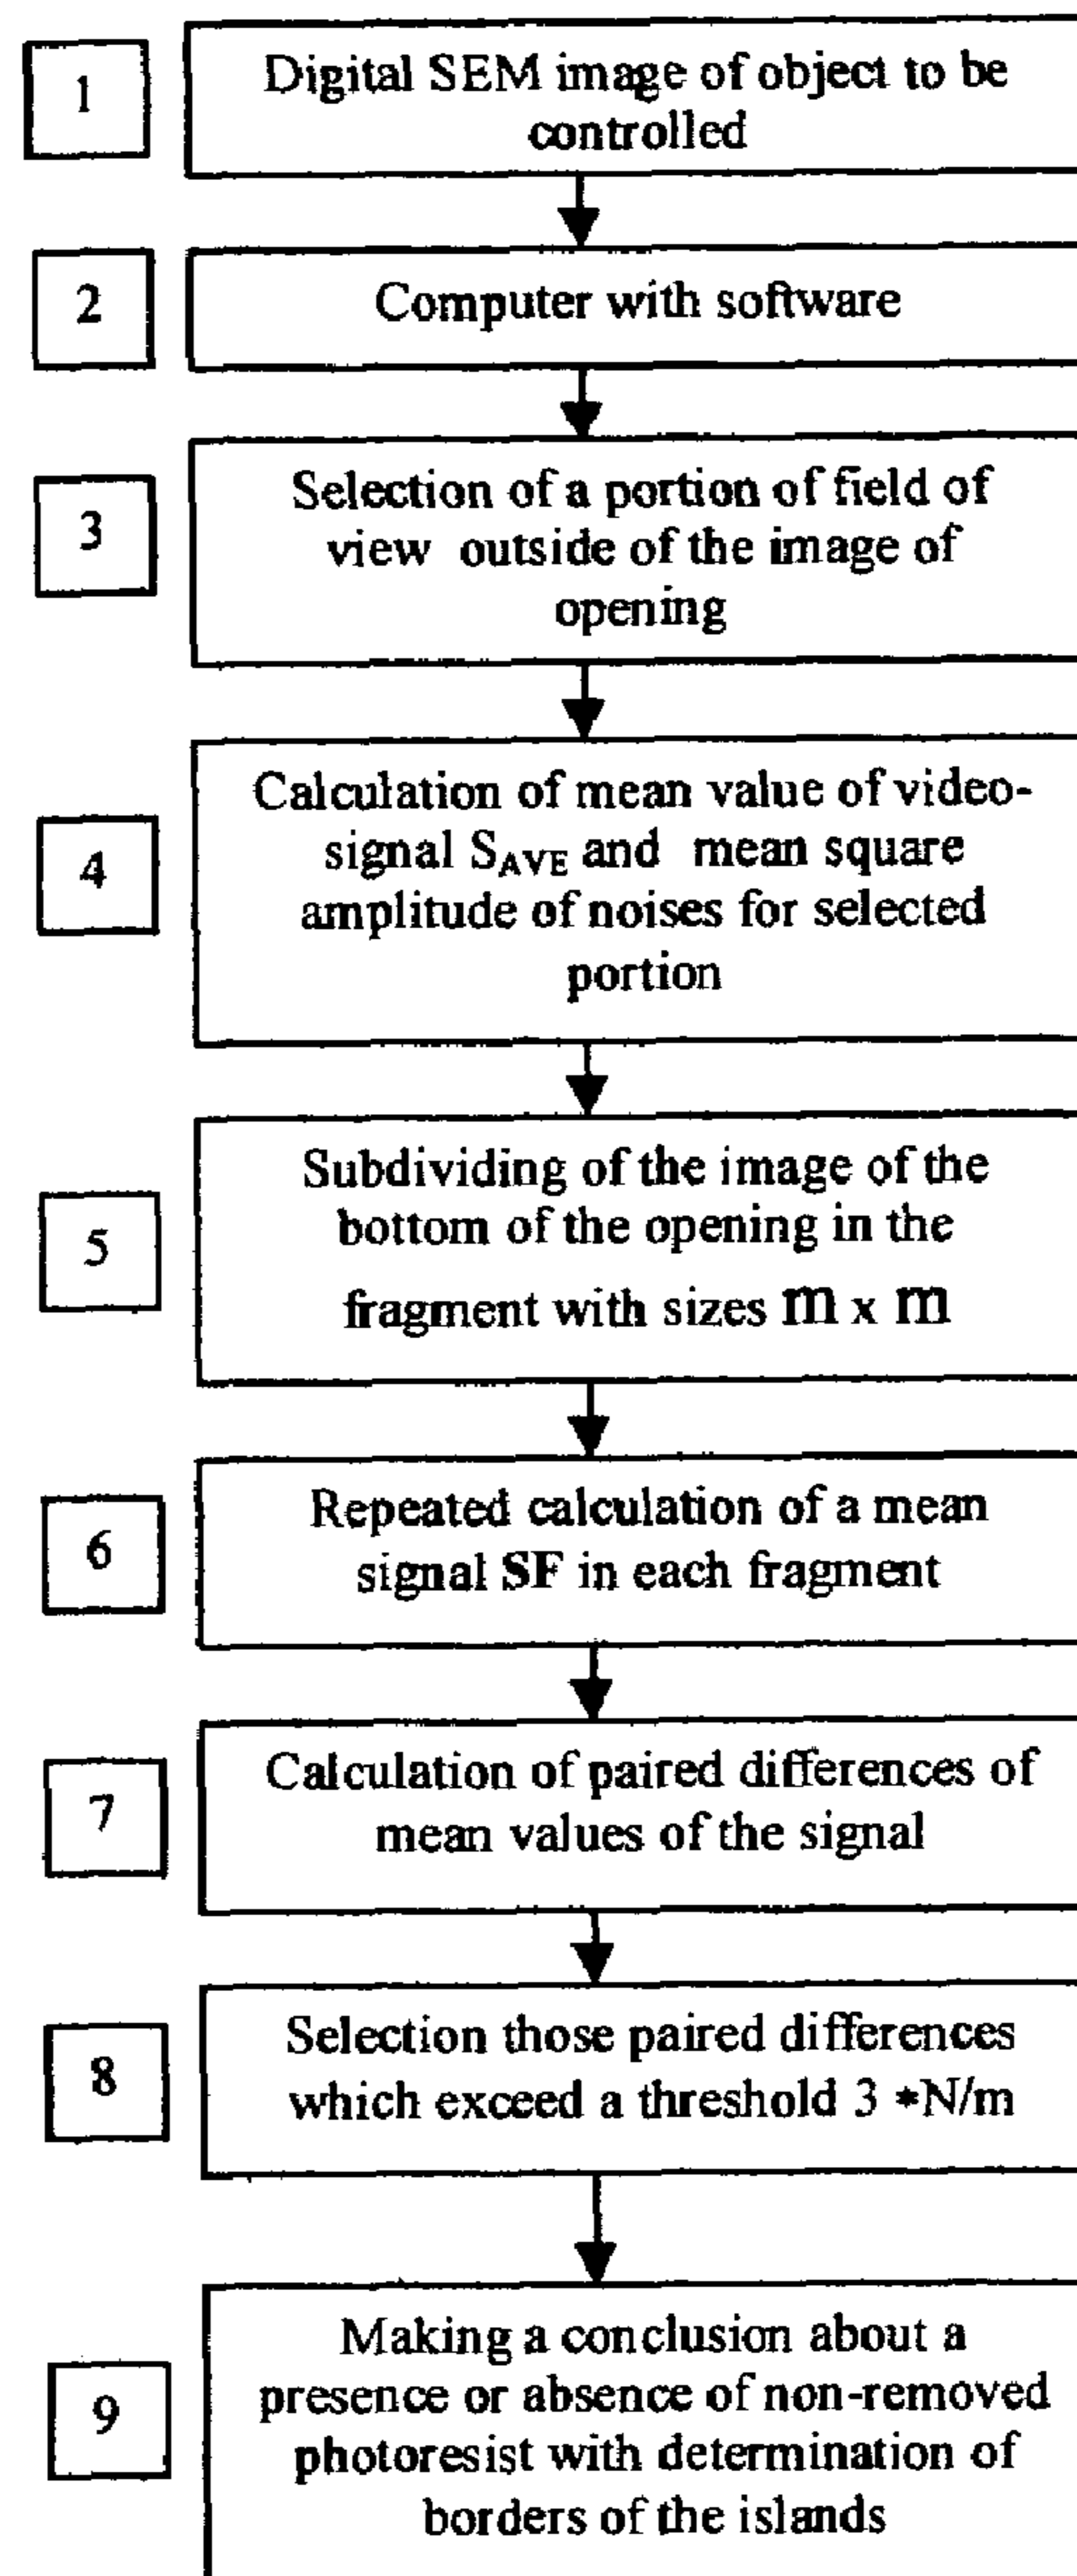 1
Digital SEM image of object to be
controlled
2
Computer with software
3
Selection of a portion of field of
view outside of the image of
opening
4
Calculation of mean value of video-
signal S_AVE and mean square
amplitude of noises for selected
portion
5
Subdividing of the image of the
bottom of the opening in the
fragment with sizes m x m
6
Repeated calculation of a mean
signal SF in each fragment
7
Calculation of paired differences of
mean values of the signal
8
Selection those paired differences
which exceed a threshold 3 *N/m
9
Making a conclusion about a
presence or absence of non-removed
photoresist with determination of
borders of the islands